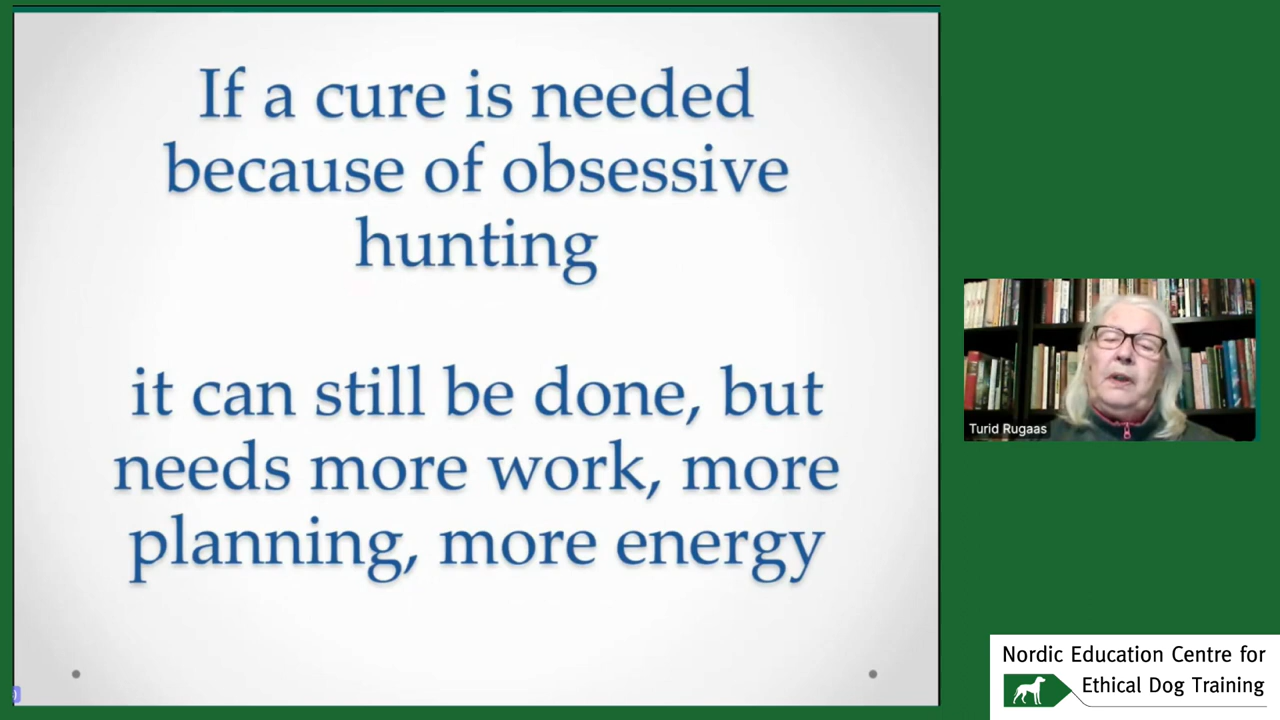 If a cure is needed
because of obsessive
hunting
it can still be done, but
needs more work, more
planning, more energy
Turid Rugaas
Nordic Education Centre for
Ethical Dog Training